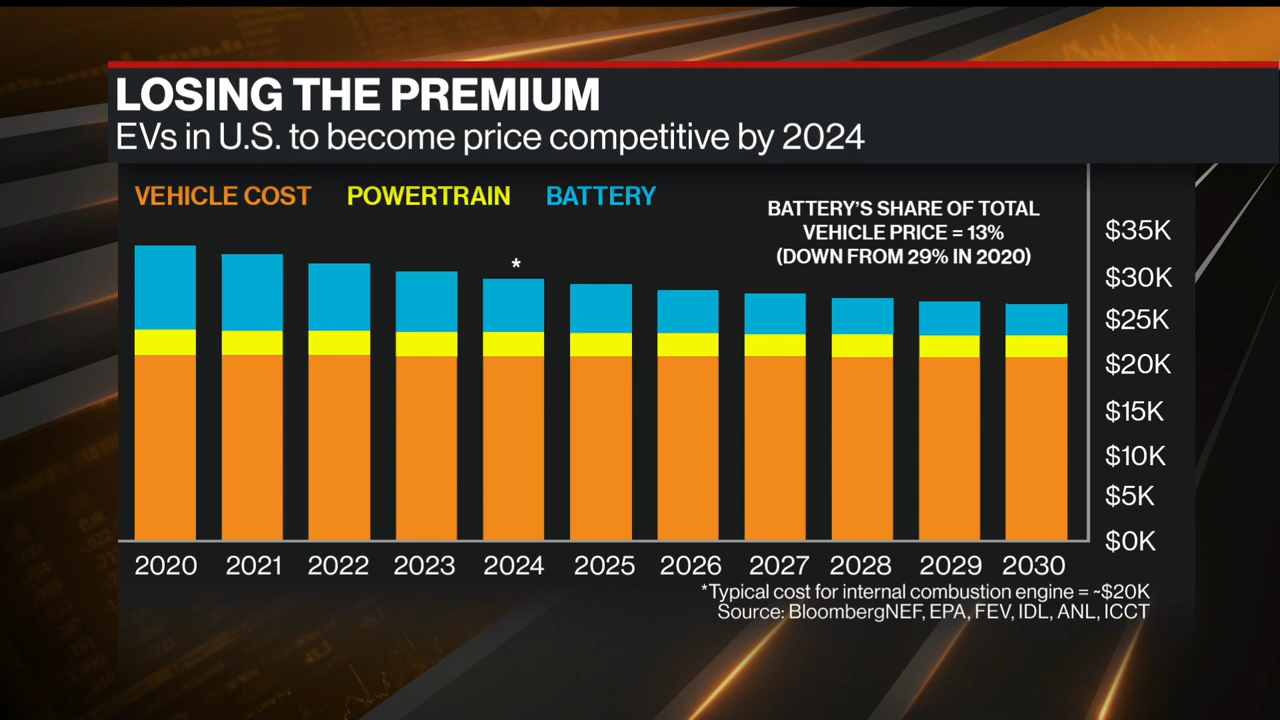 LOSING THE PREMIUM
EVs in U.S. to become price competitive by 2024
VEHICLE COST POWERTRAIN BATTERY
BATTERY'S SHARE OF TOTAL
VEHICLE PRICE = 13%
(DOWN FROM 29% IN 2020)
*
$35K
$30K
$25K
$20K
$15K
$10K
$5K
$0K
2020 2021 2022 2023 2024 2025 2026 2027 2028 2029 2030
*Typical cost for internal combustion engine = ~$20K
Source: BloombergNEF, EPA, FEV, IDL, ANL, ICCT